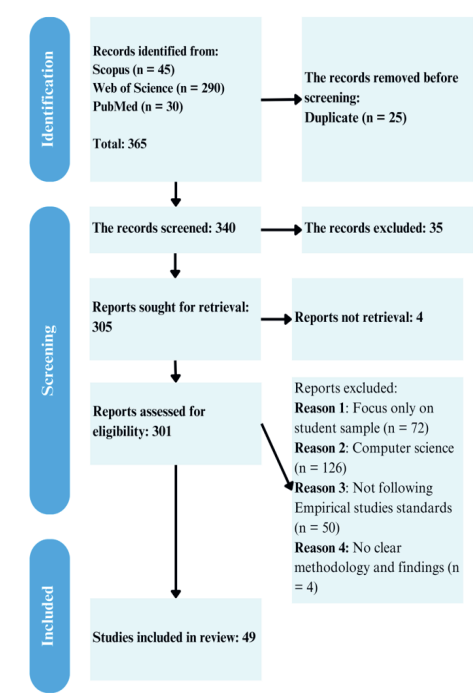 Identification
Records identified from:
Scopus (n = 45)
Web of Science (n = 290)
PubMed (n = 30)
Total: 365
The records removed before
screening:
Duplicate (n = 25)
Screening
The records screened: 340
The records excluded: 35
Reports sought for retrieval:
305
Reports not retrieval: 4
Reports assessed for
eligibility: 301
Reports excluded:
Reason 1: Focus only on
student sample (n = 72)
Reason 2: Computer science
(n = 126)
Reason 3: Not following
Empirical studies standards
(n = 50)
Reason 4: No clear
methodology and findings (n
= 4)
Included
Studies included in review: 49